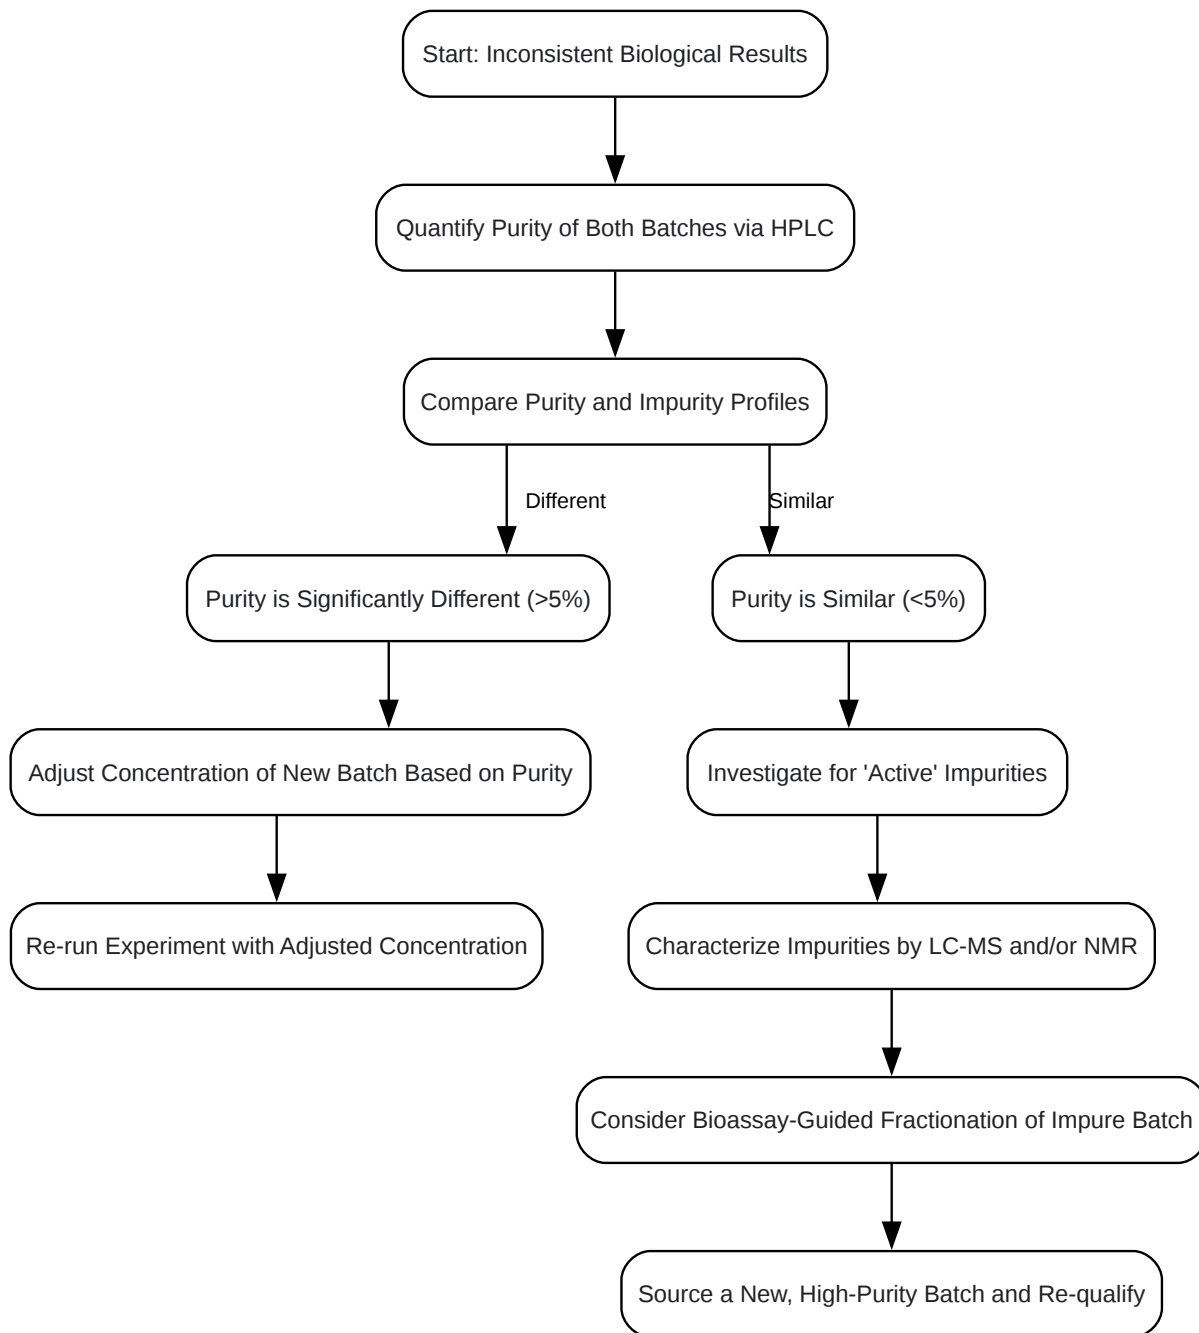 Start: Inconsistent Biological Results
Quantify Purity of Both Batches via HPLC
Compare Purity and Impurity Profiles
Different
Similar
Purity is Significantly Different (>5%)
Purity is Similar (<5%)
Adjust Concentration of New Batch Based on Purity
Investigate for 'Active' Impurities
Re-run Experiment with Adjusted Concentration
Characterize Impurities by LC-MS and/or NMR
Consider Bioassay-Guided Fractionation of Impure Batch
Source a New, High-Purity Batch and Re-qualify